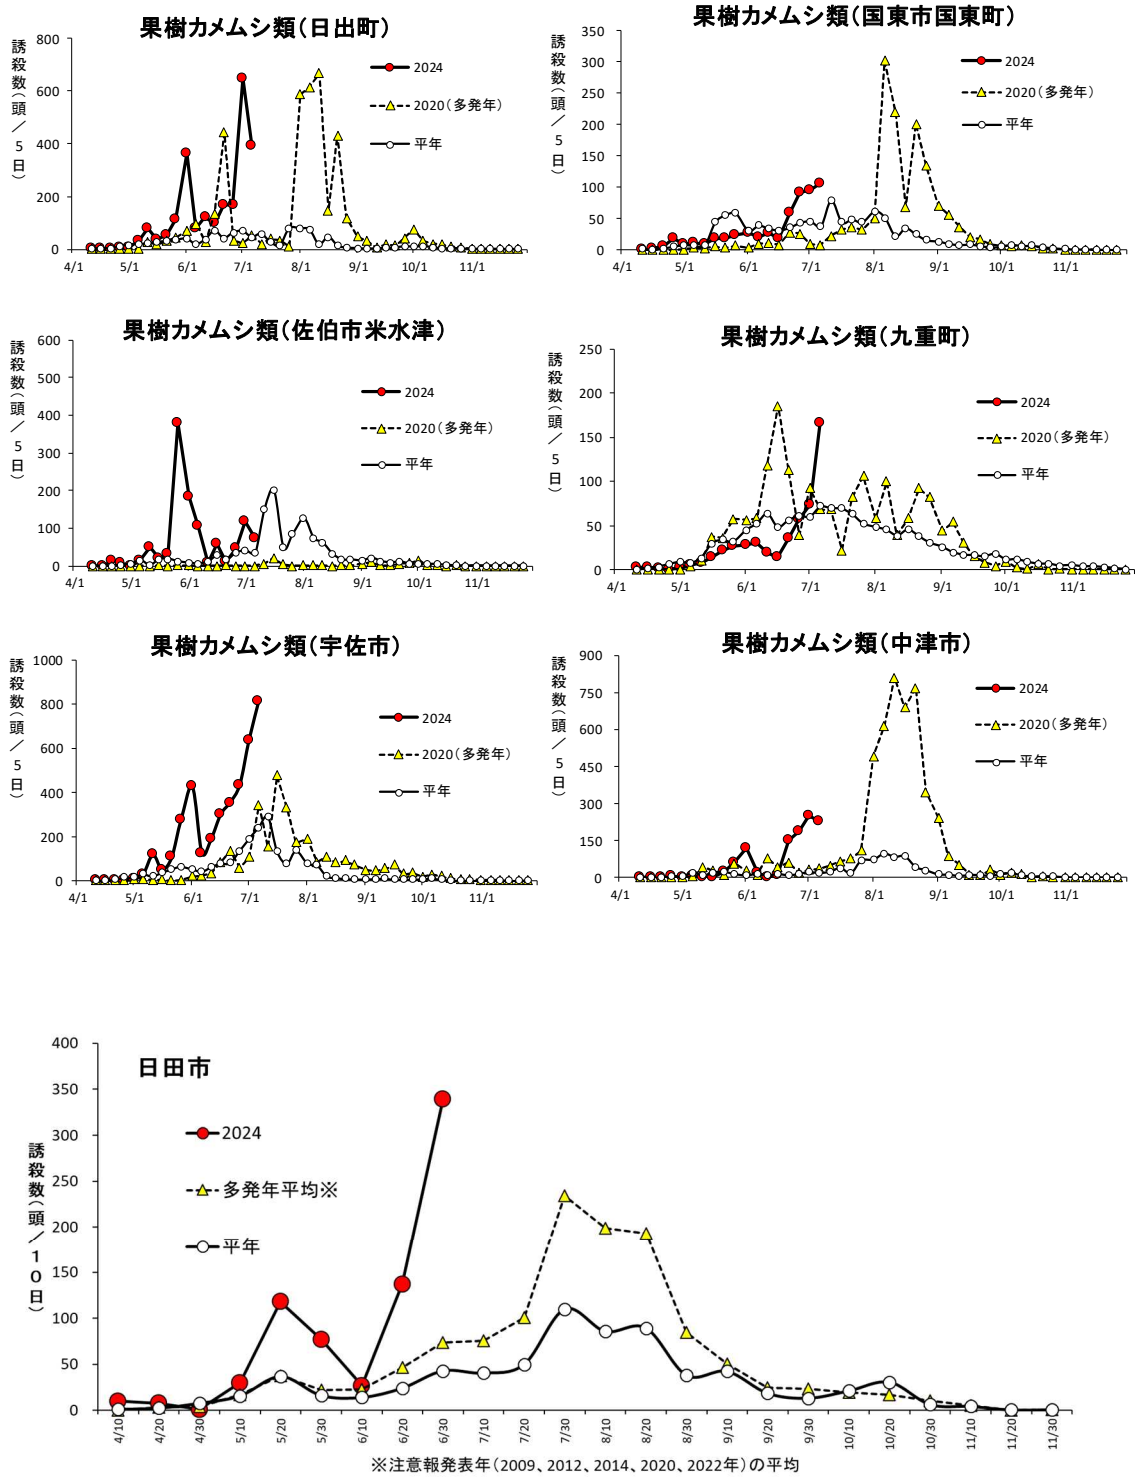 果樹カメムシ類（日出町）
誘殺数（頭／5日）
800
600
400
200
0
4/1 5/1 6/1 7/1 8/1 9/1 10/1 11/1
2024
2020（多発年）
平年
果樹カメムシ類（国東市国東町）
誘殺数（頭／5日）
350
300
250
200
150
100
50
0
4/1 5/1 6/1 7/1 8/1 9/1 10/1 11/1
2024
2020（多発年）
平年
果樹カメムシ類（佐伯市米水津）
誘殺数（頭／5日）
600
500
400
300
200
100
0
4/1 5/1 6/1 7/1 8/1 9/1 10/1 11/1
2024
2020（多発年）
平年
果樹カメムシ類（九重町）
誘殺数（頭／5日）
250
200
150
100
50
0
4/1 5/1 6/1 7/1 8/1 9/1 10/1 11/1
2024
2020（多発年）
平年
果樹カメムシ類（宇佐市）
誘殺数（頭／5日）
1000
800
600
400
200
0
4/1 5/1 6/1 7/1 8/1 9/1 10/1 11/1
2024
2020（多発年）
平年
果樹カメムシ類（中津市）
誘殺数（頭／5日）
900
750
600
450
300
150
0
4/1 5/1 6/1 7/1 8/1 9/1 10/1 11/1
2024
2020（多発年）
平年
日田市
誘殺数（頭／10日）
400
350
300
250
200
150
100
50
0
2024
多発年平均※
平年
4/10 4/20 4/30 5/10 5/20 5/30 6/10 6/20 6/30 7/10 7/20 7/30 8/10 8/20 8/30 9/10 9/20 9/30 10/10 10/20 10/30 11/10 11/20 11/30
※注意報発表年（2009、2012、2014、2020、2022年）の平均